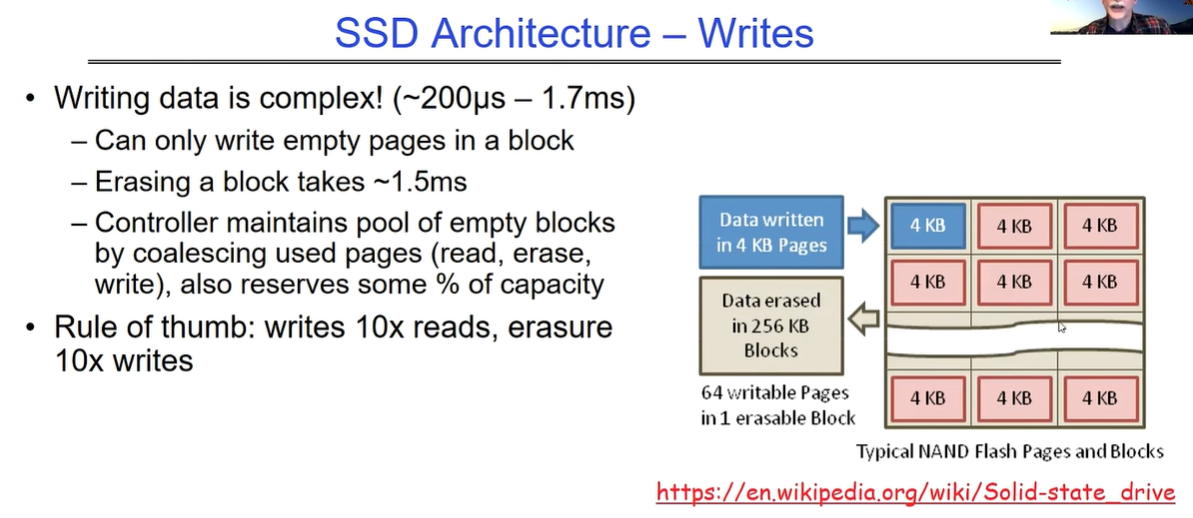 SSD Architecture – Writes
• Writing data is complex! (~200µs – 1.7ms)
– Can only write empty pages in a block
– Erasing a block takes ~1.5ms
– Controller maintains pool of empty blocks
by coalescing used pages (read, erase,
write), also reserves some % of capacity
• Rule of thumb: writes 10x reads, erasure
10x writes
Data written
in 4 KB Pages
Data erased
in 256 KB
Blocks
64 writable Pages
in 1 erasable Block
4 KB 4 KB 4 KB
4 KB 4 KB 4 KB
4 KB 4 KB 4 KB
Typical NAND Flash Pages and Blocks
https://en.wikipedia.org/wiki/Solid-state_drive